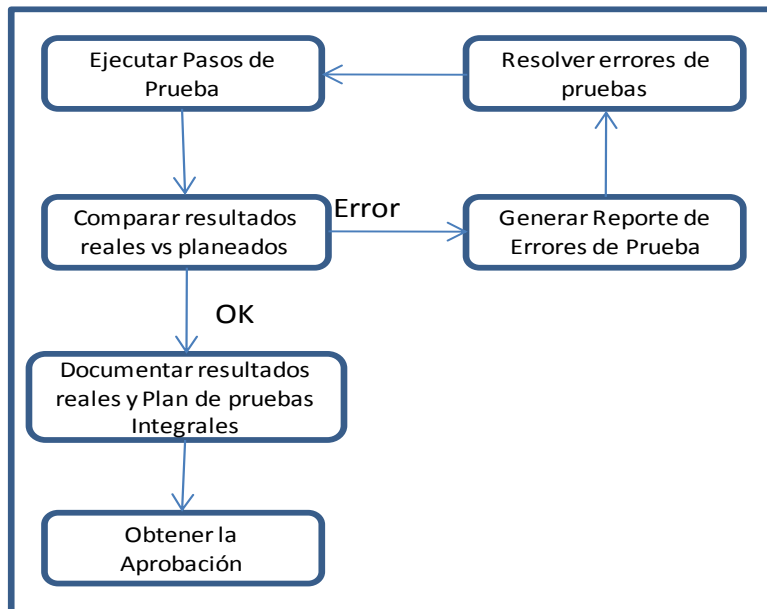 Ejecutar Pasos de
Prueba
Resolver errores de
pruebas
Comparar resultados
reales vs planeados
Error
Generar Reporte de
Errores de Prueba
OK
Documentar resultados
reales y Plan de pruebas
Integrales
Obtener la
Aprobación